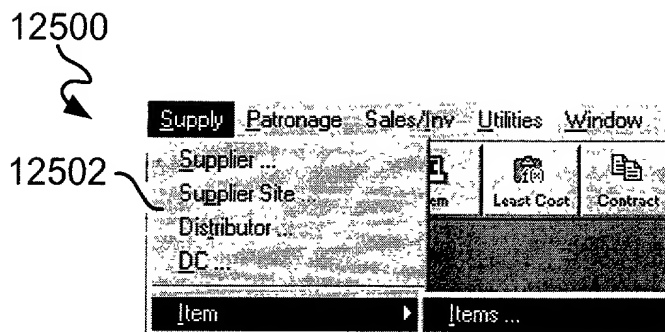 12500
Supply Patronage Sales/Inv Utilities Window
12502
Supplier ...
Supplier Site ...
Distributor ...
DC ...
Least Cost Contract
Item Items ...